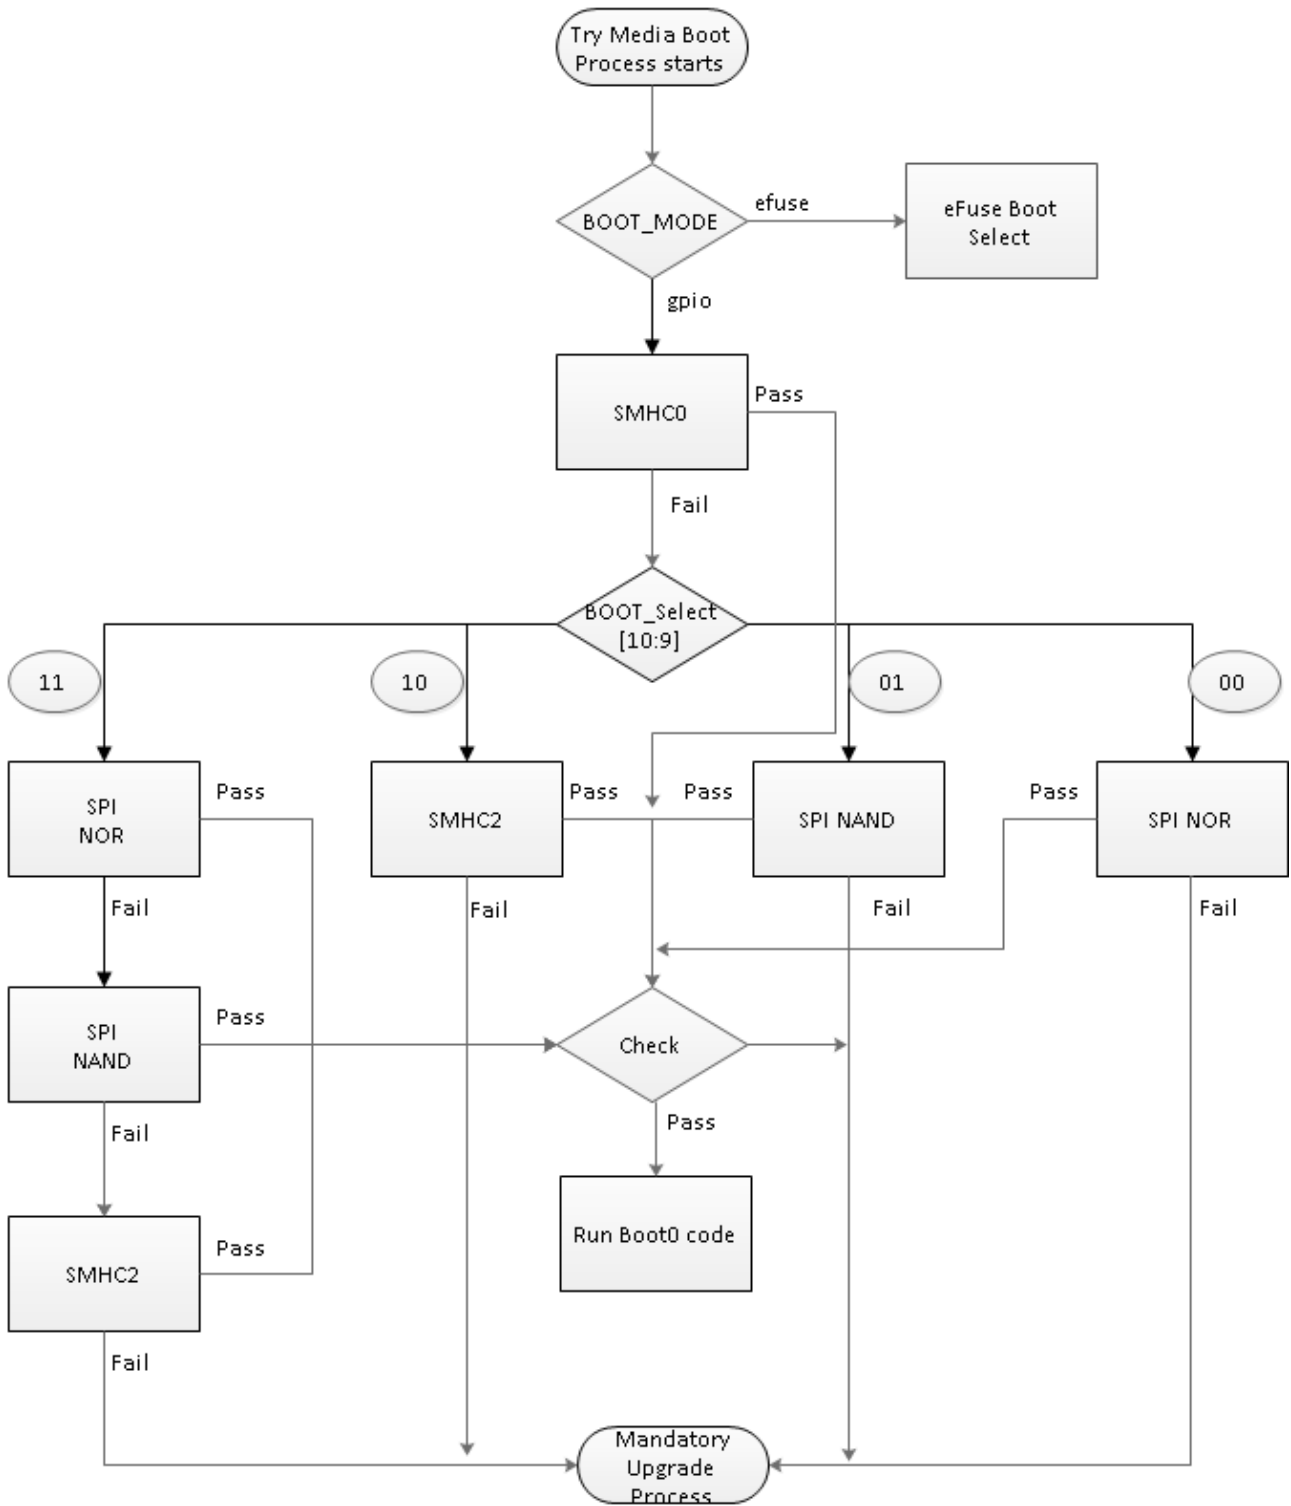 Try Media Boot
Process starts
BOOT_MODE
efuse
eFuse Boot
Select
gpio
SMHC0
Pass
Fail
BOOT_Select
[10:9]
11
10
01
00
SPI
NOR
Pass
SMHC2
Pass
Pass
SPI NAND
Pass
SPI NOR
Fail
Fail
Fail
Fail
SPI
NAND
Pass
Check
Fail
Pass
SMHC2
Pass
Run Boot0 code
Fail
Mandatory
Upgrade
Process